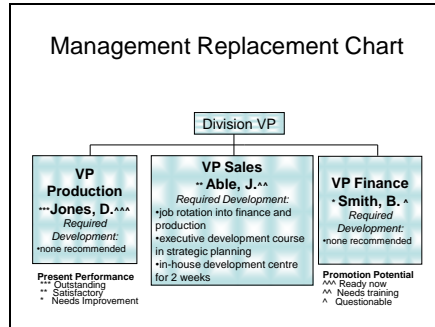 Management Replacement Chart
Division VP
VP
Production
***Jones, D.^^^
Required
Development:
•none recommended
VP Sales
** Able, J.^^
Required Development:
•job rotation into finance and
production
•executive development course
in strategic planning
•in-house development centre
for 2 weeks
VP Finance
* Smith, B. ^
Required
Development:
•none recommended
Present Performance
*** Outstanding
** Satisfactory
* Needs Improvement
Promotion Potential
^^^ Ready now
^^ Needs training
^ Questionable